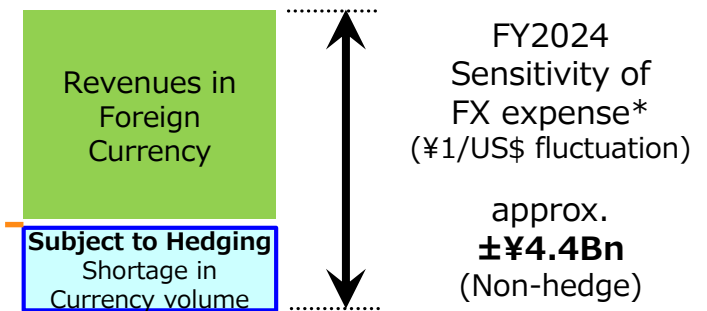 Revenues in
Foreign
Currency
Subject to Hedging
Shortage in
Currency volume
FY2024
Sensitivity of
FX expense*
(¥1/US$ fluctuation)
approx.
±¥4.4Bn
(Non-hedge)